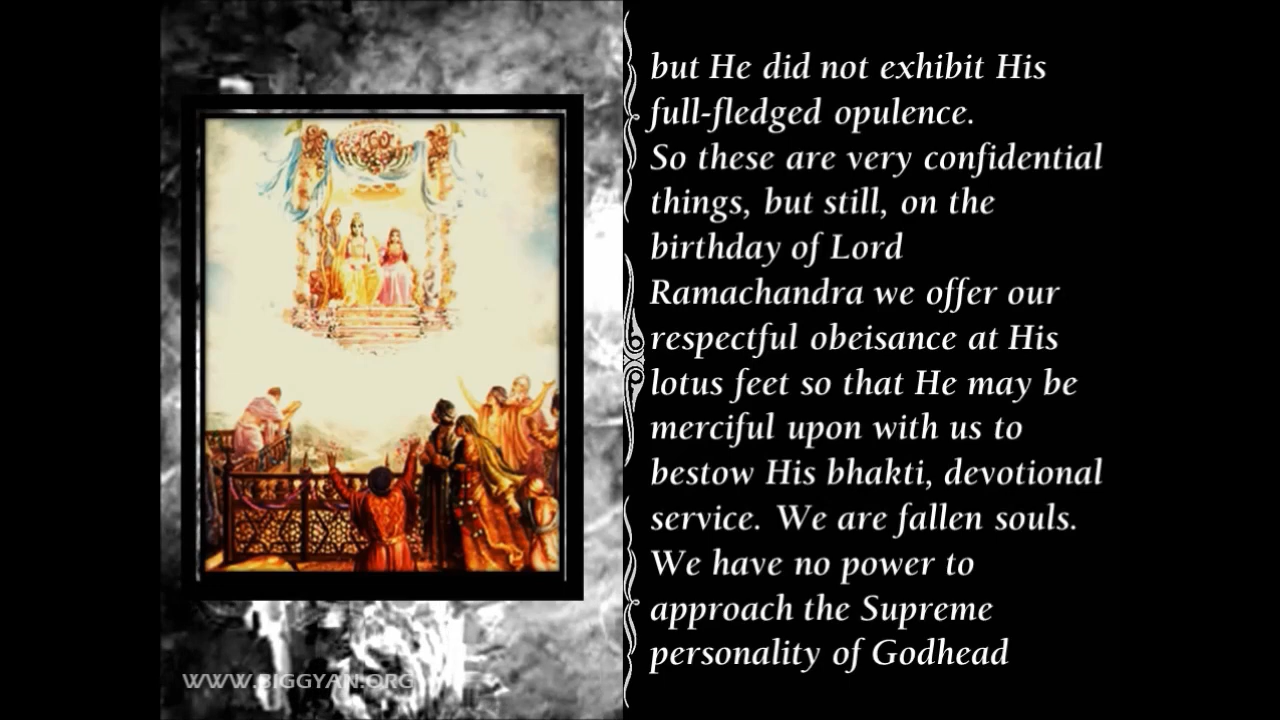 but He did not exhibit His
full-fledged opulence.
So these are very confidential
things, but still, on the
birthday of Lord
Ramachandra we offer our
respectful obeisance at His
lotus feet so that He may be
merciful upon with us to
bestow His bhakti, devotional
service. We are fallen souls.
We have no power to
approach the Supreme
personality of Godhead
WWW.BIGGYAN.ORG